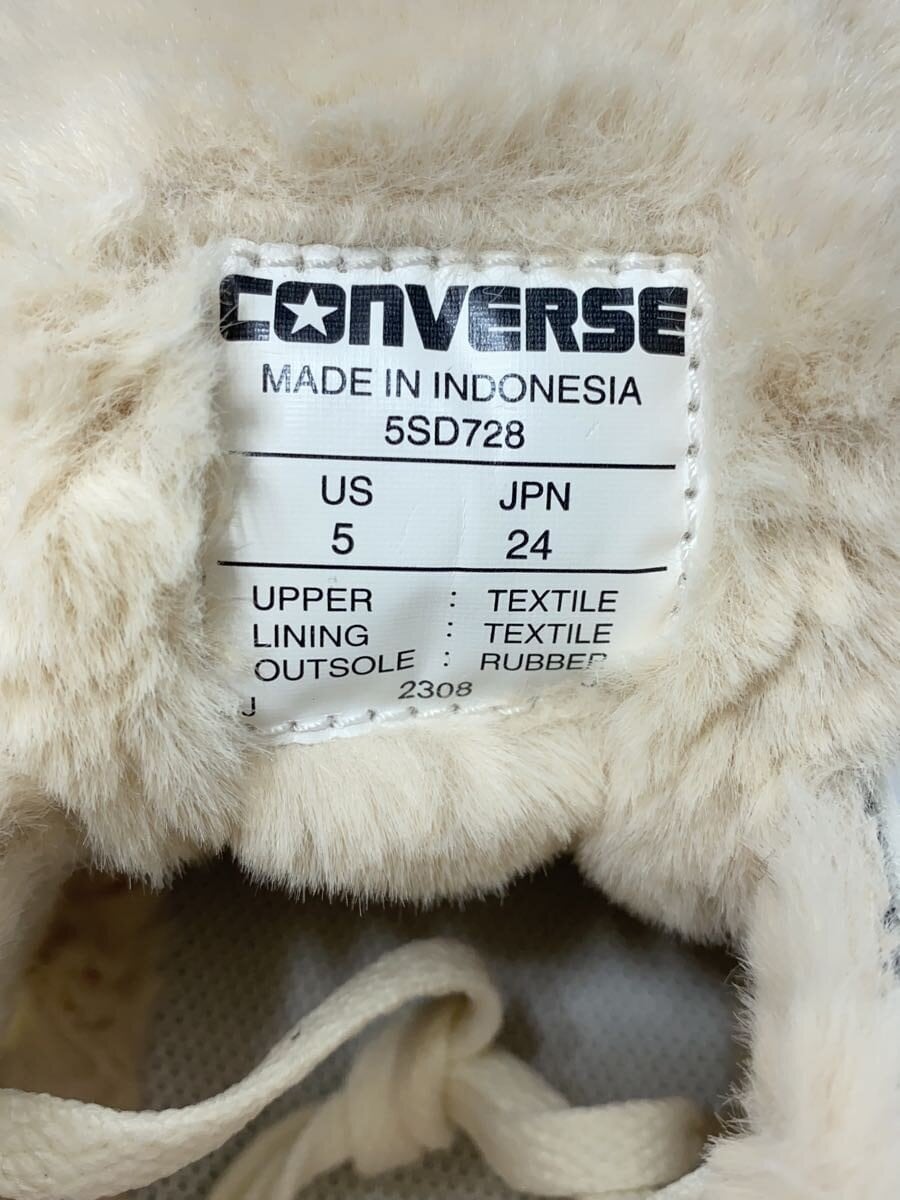 CONVERSE
MADE IN INDONESIA
5SD728
US JPN
5 24
UPPER : TEXTILE
LINING : TEXTILE
OUTSOLE : RUBBER
J 2308